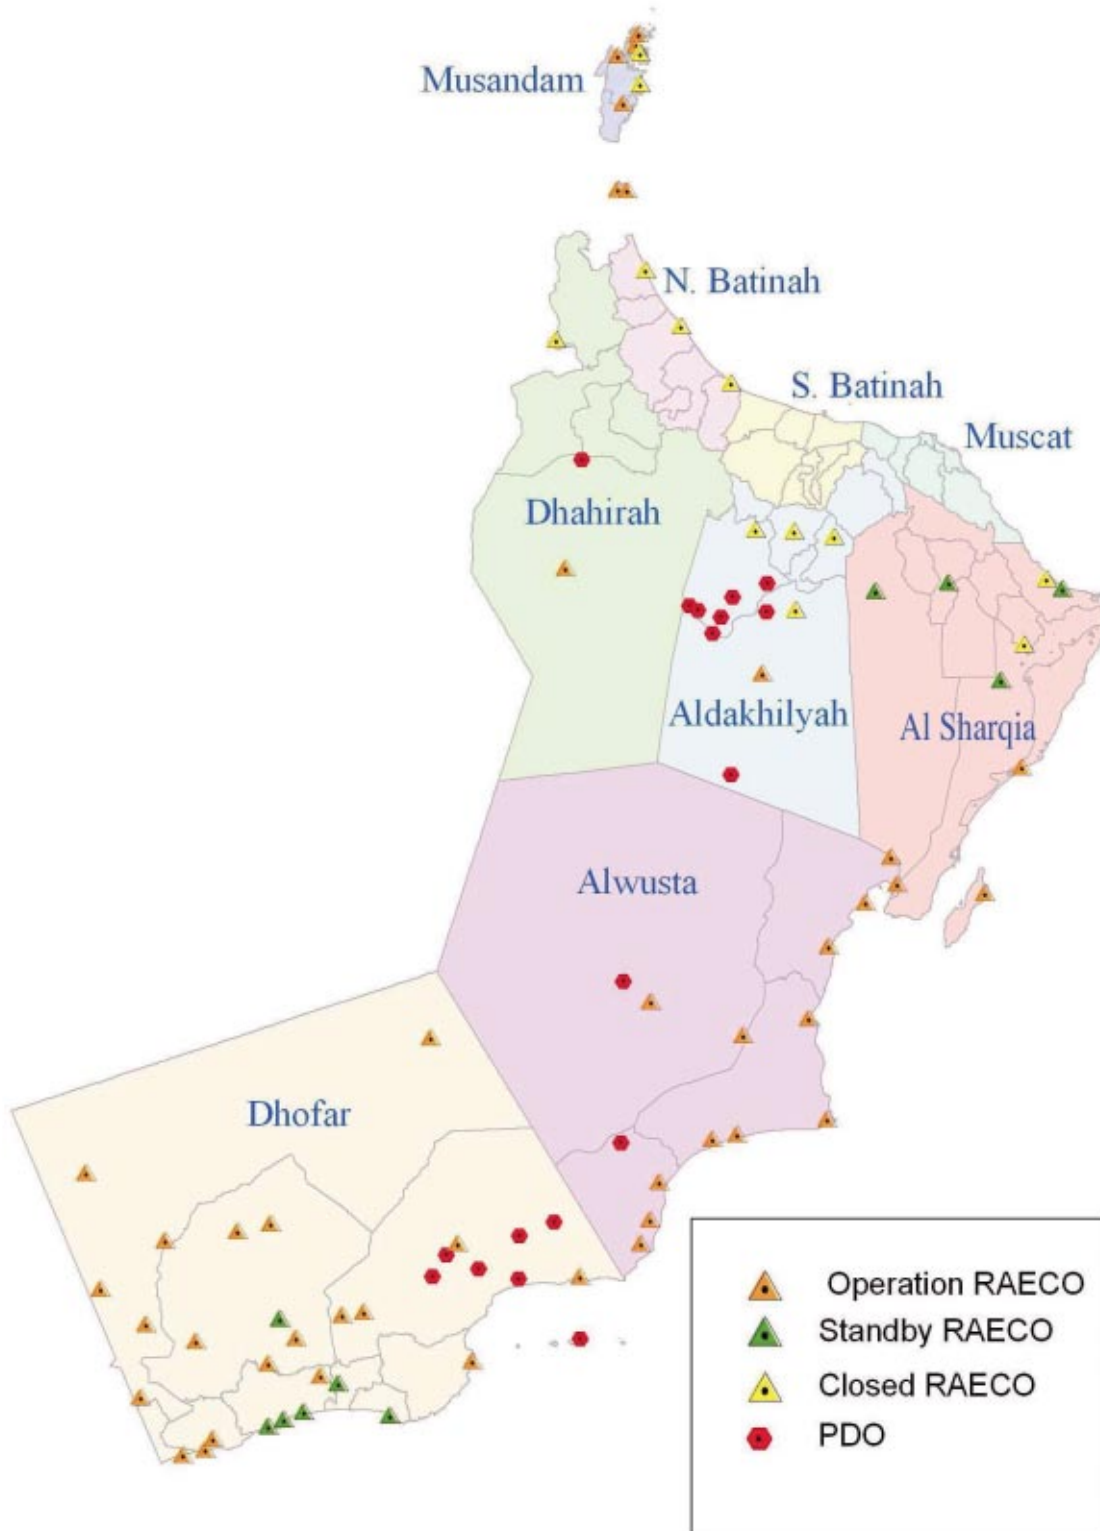 Musandam
N. Batinah
S. Batinah
Muscat
Dhahirah
Aldakhilyah
Al Sharqia
Alwusta
Dhofar
Operation RAECO
Standby RAECO
Closed RAECO
PDO